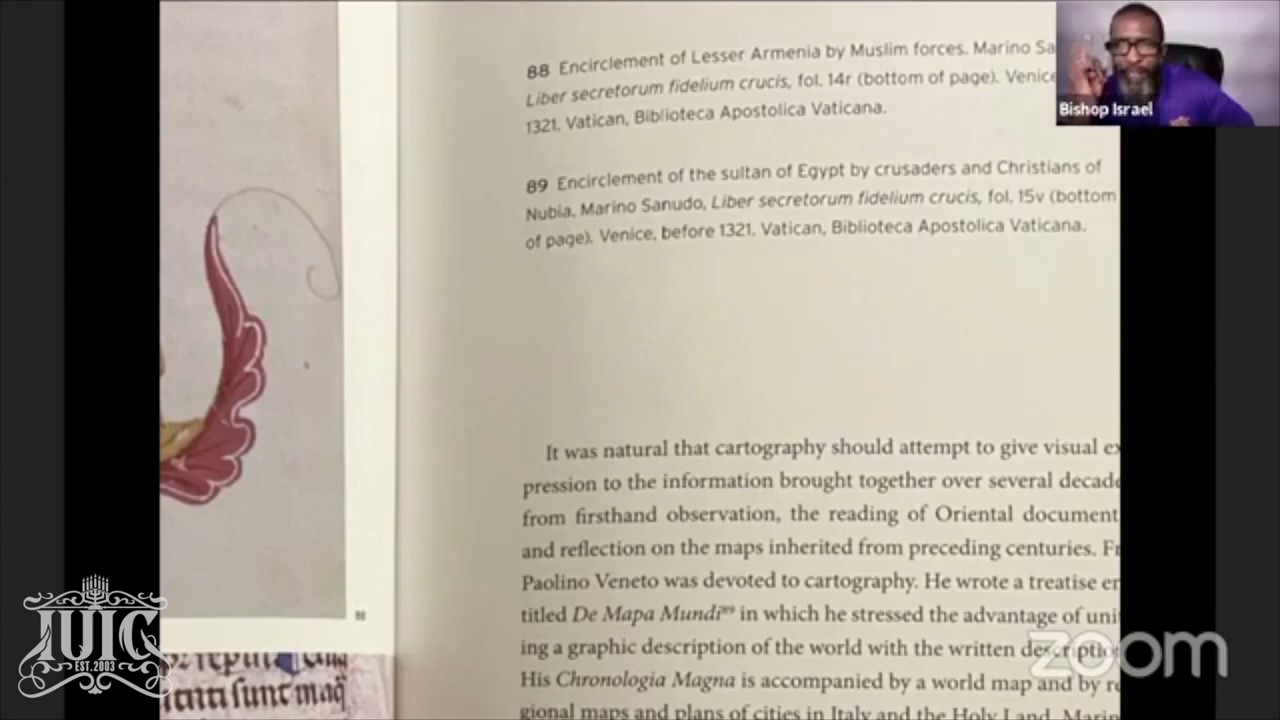 88 Encirclement of Lesser Armenia by Muslim forces. Marino Sa
Liber secretorum fidelium crucis, fol. 14r (bottom of page). Venice
1321. Vatican, Biblioteca Apostolica Vaticana.
89 Encirclement of the sultan of Egypt by crusaders and Christians of
Nubia. Marino Sanudo, Liber secretorum fidelium crucis, fol. 15v (bottom
of page). Venice, before 1321. Vatican, Biblioteca Apostolica Vaticana.
It was natural that cartography should attempt to give visual ex
pression to the information brought together over several decade
from firsthand observation, the reading of Oriental document
and reflection on the maps inherited from preceding centuries. Fr
Paolino Veneto was devoted to cartography. He wrote a treatise en
titled De Mapa Mundi in which he stressed the advantage of unit
ing a graphic description of the world with the written descriptio
His Chronologia Magna is accompanied by a world map and by re
gional maps and plans of cities in Italy and the Holy Land. Marin
Bishop Israel
IUIC
EST. 2003
zoom